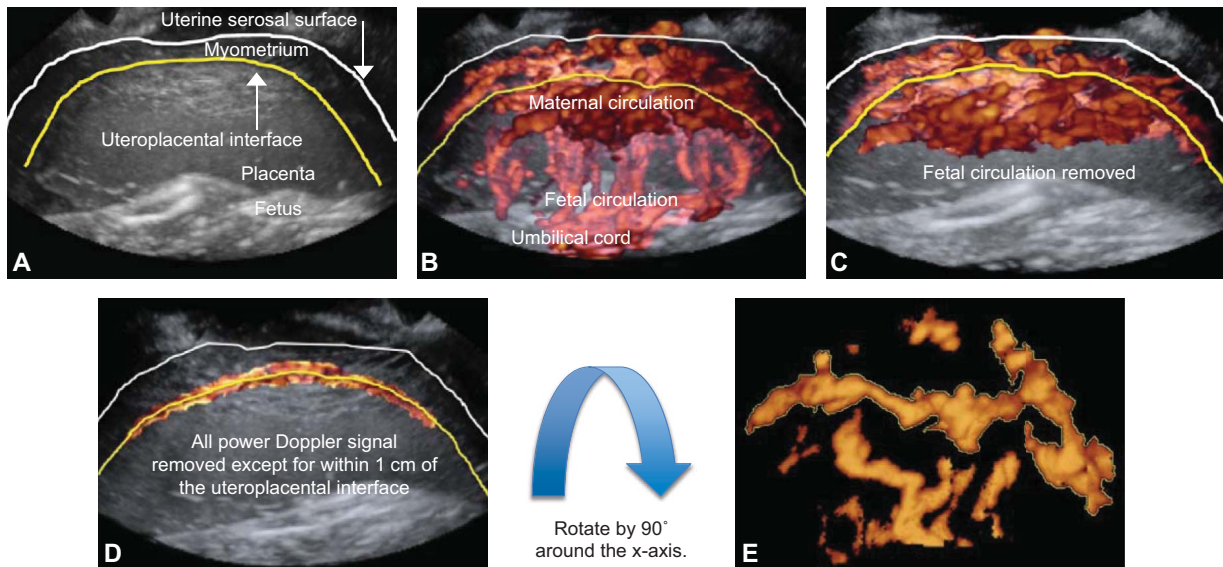 Uterine serosal surface
Myometrium
Uteroplacental interface
Placenta
Fetus
A
Maternal circulation
Fetal circulation
Umbilical cord
B
Fetal circulation removed
C
All power Doppler signal
removed except for within 1 cm of
the uteroplacental interface
D
Rotate by 90˚
around the x-axis.
E